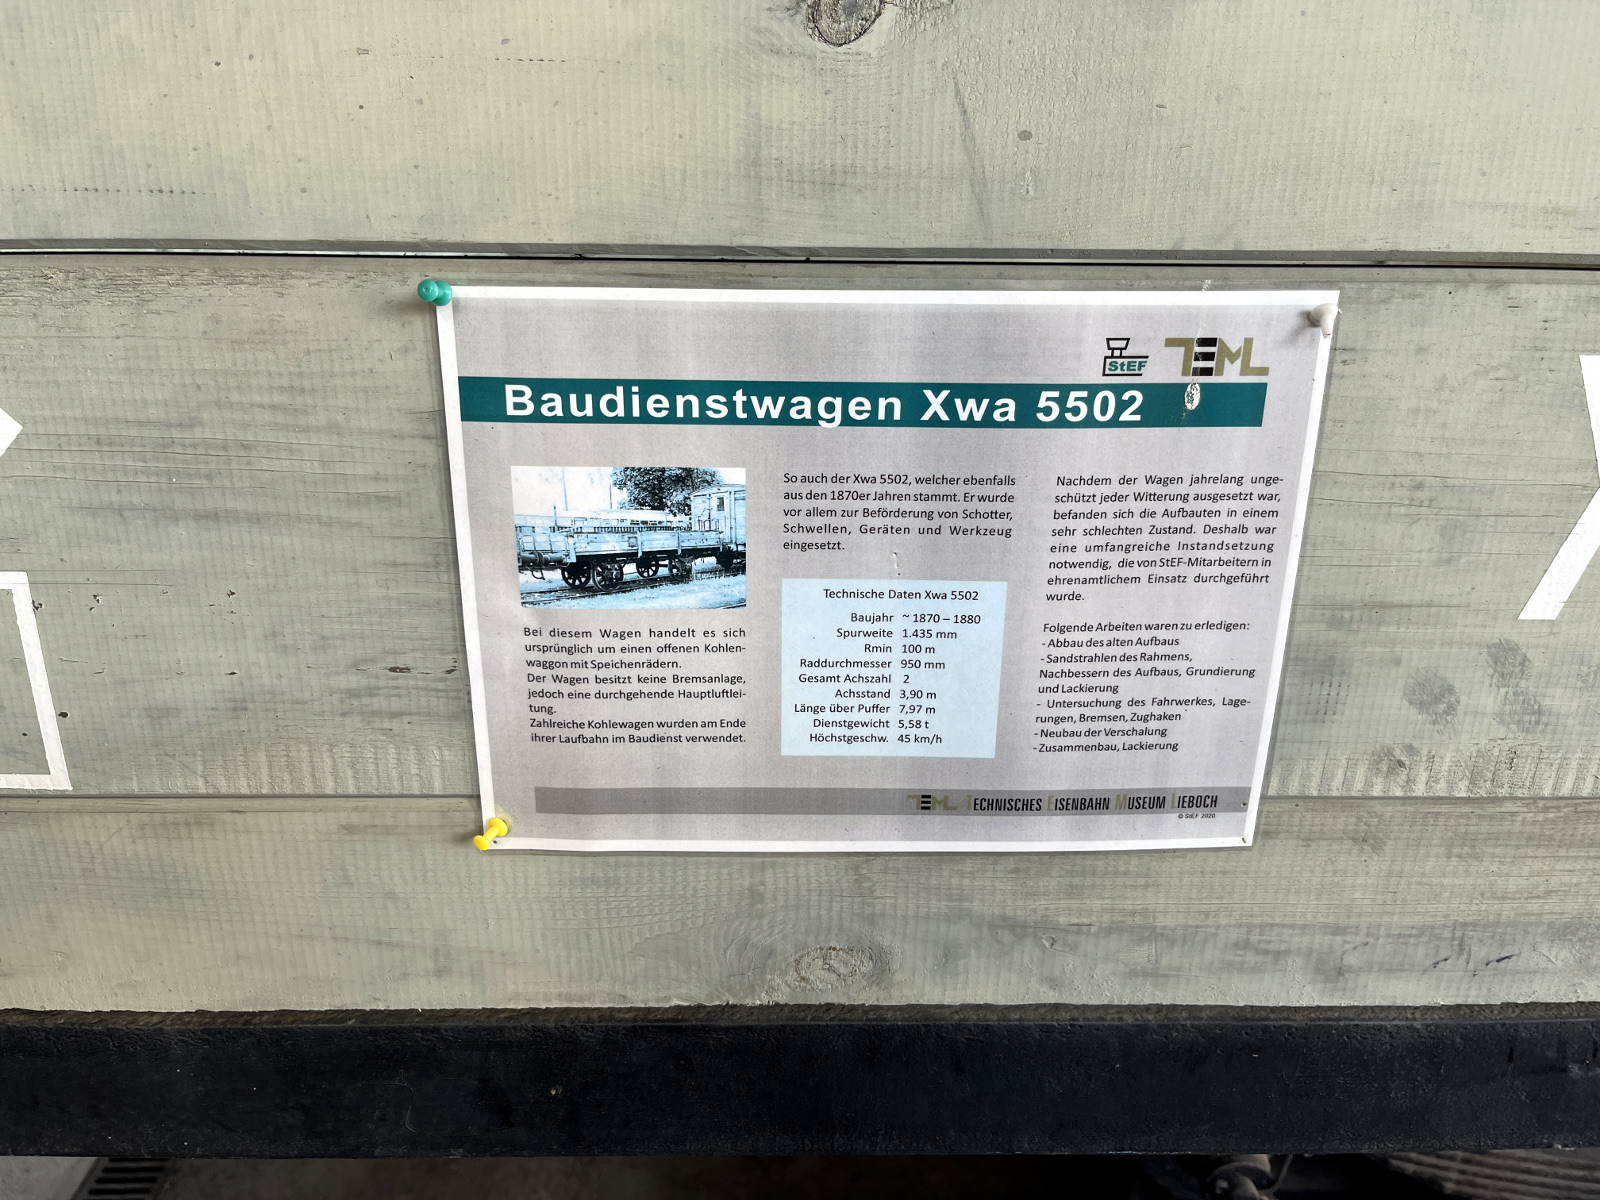 StEF
TEML
Baudienstwagen Xwa 5502
Bei diesem Wagen handelt es sich
ursprünglich um einen offenen Kohlen-
waggon mit Speichenrädern.
Der Wagen besitzt keine Bremsanlage,
jedoch eine durchgehende Hauptluftlei-
tung.
Zahlreiche Kohlewagen wurden am Ende
ihrer Laufbahn im Baudienst verwendet.
So auch der Xwa 5502, welcher ebenfalls
aus den 1870er Jahren stammt. Er wurde
vor allem zur Beförderung von Schotter,
Schwellen, Geräten und Werkzeug
eingesetzt.
Technische Daten Xwa 5502
Baujahr ~ 1870 – 1880
Spurweite 1.435 mm
Rmin 100 m
Raddurchmesser 950 mm
Gesamt Achszahl 2
Achsstand 3,90 m
Länge über Puffer 7,97 m
Dienstgewicht 5,58 t
Höchstgeschw. 45 km/h
Nachdem der Wagen jahrelang unge-
schützt jeder Witterung ausgesetzt war,
befanden sich die Aufbauten in einem
sehr schlechten Zustand. Deshalb war
eine umfangreiche Instandsetzung
notwendig, die von StEF-Mitarbeitern in
ehrenamtlichem Einsatz durchgeführt
wurde.
Folgende Arbeiten waren zu erledigen:
- Abbau des alten Aufbaus
- Sandstrahlen des Rahmens,
Nachbessern des Aufbaus, Grundierung
und Lackierung
- Untersuchung des Fahrwerkes, Lage-
rungen, Bremsen, Zughaken
- Neubau der Verschalung
- Zusammenbau, Lackierung
TEML TECHNISCHES EISENBAHN MUSEUM LIEBOCH
© StEF 2020